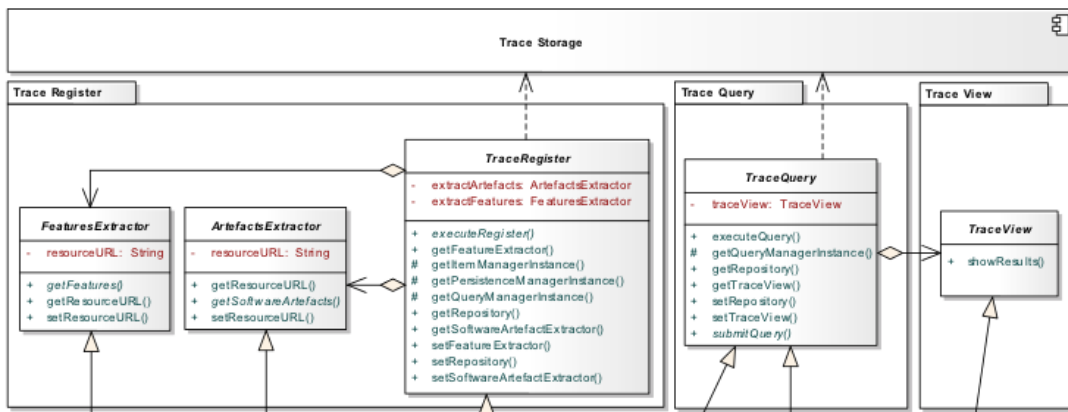 Trace Storage
Trace Register
TraceRegister
- extractArtefacts: ArtefactsExtractor
- extractFeatures: FeaturesExtractor
+ executeRegister()
+ getFeatureExtractor()
# getItemManagerInstance()
# getPersistenceManagerInstance()
# getQueryManagerInstance()
+ getRepository()
+ getSoftwareArtefactExtractor()
+ setFeatureExtractor()
+ setRepository()
+ setSoftwareArtefactExtractor()
FeaturesExtractor
- resourceURL: String
+ getFeatures()
+ getResourceURL()
+ setResourceURL()
ArtefactsExtractor
- resourceURL: String
+ getResourceURL()
+ getSoftwareArtefacts()
+ setResourceURL()
Trace Query
TraceQuery
- traceView: TraceView
+ executeQuery()
# getQueryManagerInstance()
+ getRepository()
+ getTraceView()
+ setRepository()
+ setTraceView()
+ submitQuery()
Trace View
TraceView
+ showResults()